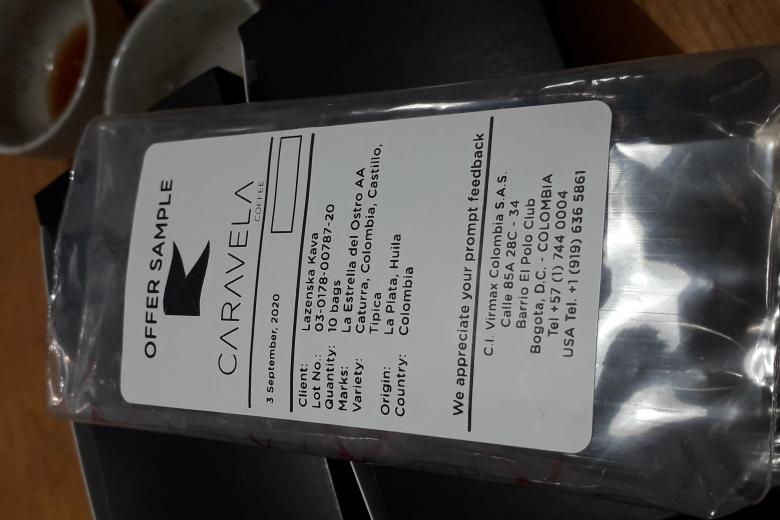 OFFER SAMPLE
CARAVELA
COFFEE
3 September, 2020
Client: Lazenska Kava
Lot No.: 03-0178-00787-20
Quantity: 10 bags
Marks: La Estrella del Ostro AA
Variety: Caturra, Colombia, Castillo,
Tipica
Origin: La Plata, Huila
Country: Colombia
We appreciate your prompt feedback
C.I. Virmax Colombia S.A.S.
Calle 85A 28C - 34
Barrio El Polo Club
Bogota, D.C. - COLOMBIA
Tel +57 (1) 744 0004
USA Tel. +1 (919) 636 5861